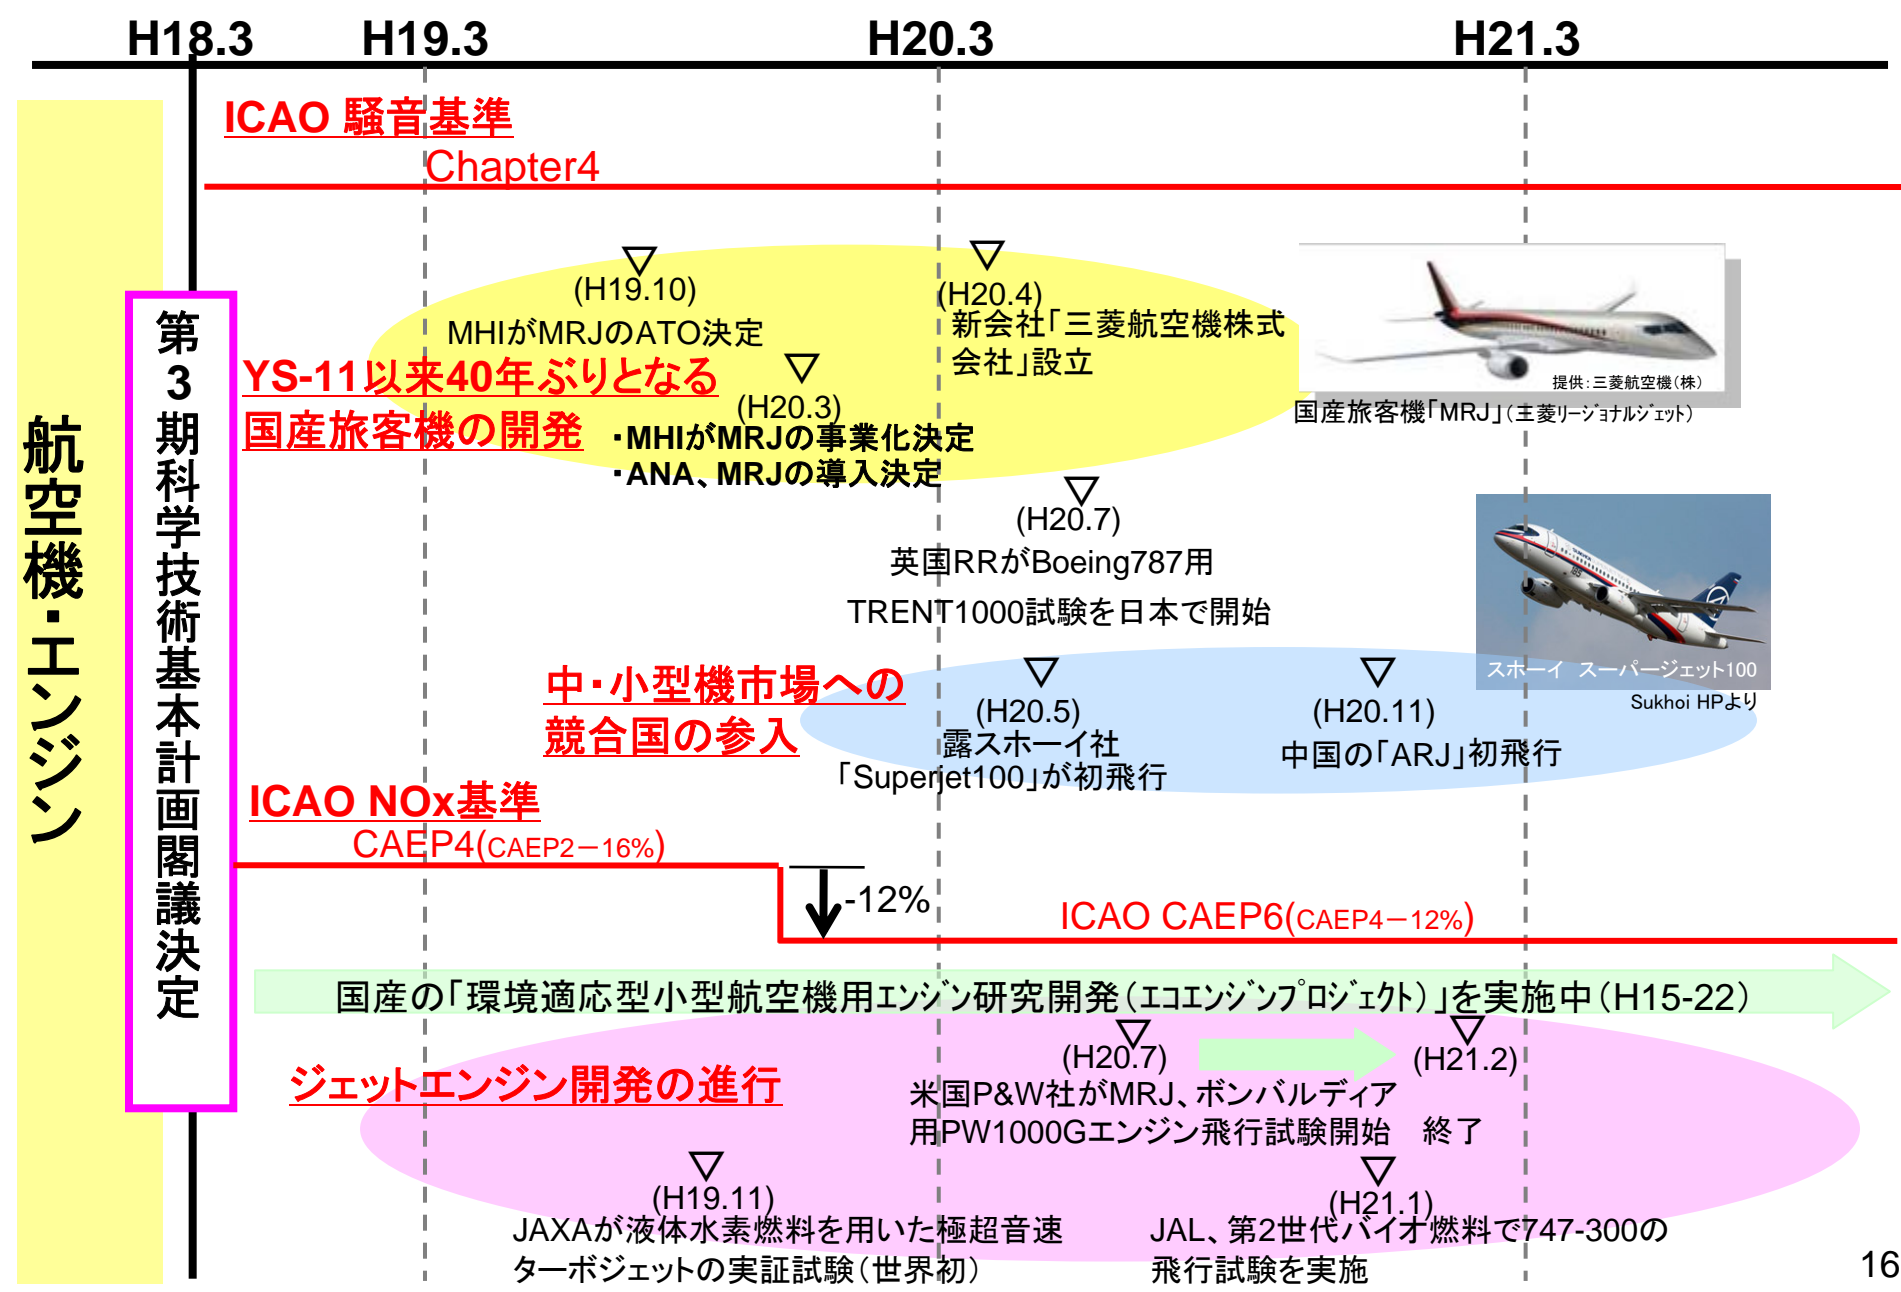 H18.3 H19.3 H20.3 H21.3
航空機・エンジン
第3期科学技術基本計画閣議決定
ICAO 騒音基準
Chapter4
(H19.10)
MHIがMRJのATO決定
(H20.4)
新会社「三菱航空機株式
会社」設立
YS-11以来40年ぶりとなる
国産旅客機の開発
(H20.3)
・MHIがMRJの事業化決定
・ANA、MRJの導入決定
提供：三菱航空機（株）
国産旅客機「MRJ」（三菱リージョナルジェット）
(H20.7)
英国RRがBoeing787用
TRENT1000試験を日本で開始
スホーイ スーパージェット100
Sukhoi HPより
中・小型機市場への
競合国の参入
(H20.5)
露スホーイ社
「Superjet100」が初飛行
(H20.11)
中国の「ARJ」初飛行
ICAO NOx基準
CAEP4(CAEP2－16%)
-12%
ICAO CAEP6(CAEP4－12%)
国産の「環境適応型小型航空機用エンジン研究開発（エコエンジンプロジェクト）」を実施中（H15-22）
ジェットエンジン開発の進行
(H20.7)
米国P&W社がMRJ、ボンバルディア
用PW1000Gエンジン飛行試験開始
(H21.2)
終了
(H19.11)
JAXAが液体水素燃料を用いた極超音速
ターボジェットの実証試験（世界初）
(H21.1)
JAL、第2世代バイオ燃料で747-300の
飛行試験を実施
16